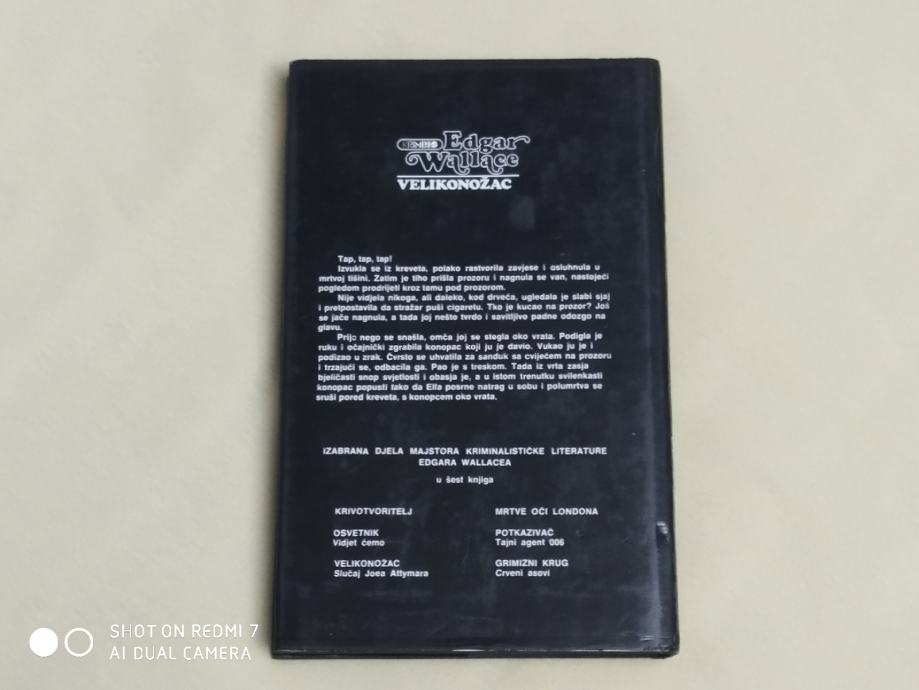 Edgar
Wallace
VELIKONOŽAC
Tap, tap, tap!
Izvukla se iz kreveta, polako rastvorila zavjese i osluhnula u
mrtvoj tišini. Zatim je tiho prišla prozoru i nagnula se van, nastojeći
pogledom prodrijeti kroz tamu pod prozorom.
Nije vidjela nikoga, ali daleko, kod drveća, ugledala je slabi sjaj
i pretpostavila da stražar puši cigaretu. Tko je kucao na prozor? Još
se jače nagnula, a tada joj nešto tvrdo i savitljivo padne odozgo na
glavu.
Prije nego se snašla, omča joj se stegla oko vrata. Podigla je
ruku i očajnički zgrabila konopac koji ju je davio. Vukao ju je i
podizao u zrak. Čvrsto se uhvatila za sanduk sa cvijećem na prozoru
i trzajući se, odbacila ga. Pao je s treskom. Tada iz vrta zasja
bjeličasti snop svjetlosti i obasja je, a u istom trenutku svilenkasti
konopac popusti tako da Ella posrne natrag u sobu i polumrtva se
sruši pored kreveta, s konopcem oko vrata.
IZABRANA DJELA MAJSTORA KRIMINALISTIČKE LITERATURE
EDGARA WALLACEA
u šest knjiga
KRIVOTVORITELJ
OSVETNIK
Vidjet ćemo
VELIKONOŽAC
Slučaj Joea Attymara
MRTVE OČI LONDONA
POTKAZIVAČ
Tajni agent 006
GRIMIZNI KRUG
Crveni asovi
SHOT ON REDMI 7
AI DUAL CAMERA